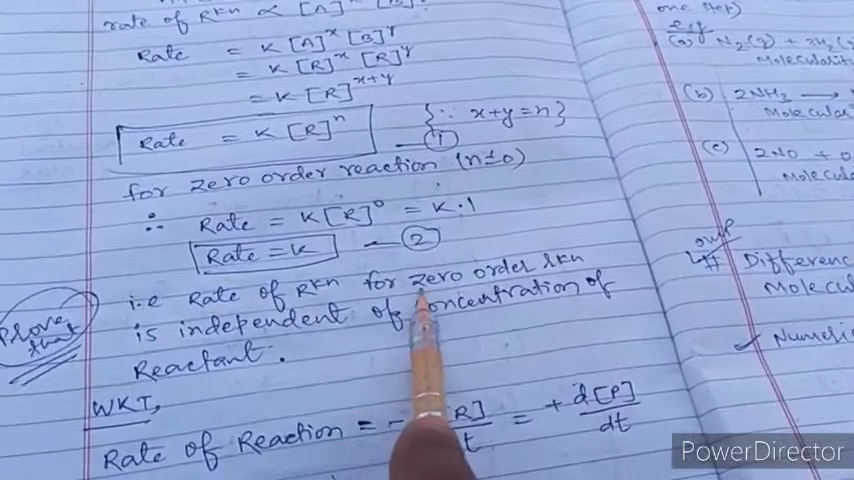 rate of Rxn ∝ [A]^x [B]^y
Rate = K [A]^x [B]^y
= K [R]^x [R]^y
= K [R]^x+y
Rate = K [R]^n — ① {∵ x+y=n}
for zero order reaction (n=0)
∴ Rate = K[R]^0 = K.1
Rate = K — ②
i.e Rate of Rxn for zero order rxn
is independent of concentration of
Reactant.
Prove that
WKT,
Rate of Reaction = - R] / t = + d[P] / dt
one step)
e.g
(a) N2(g) + 3H2(
Molecularit
(b) 2NH3 →
Molecular
(c) 2NO + O
Molecul
Differenc
Molecul
Numeri
PowerDirector